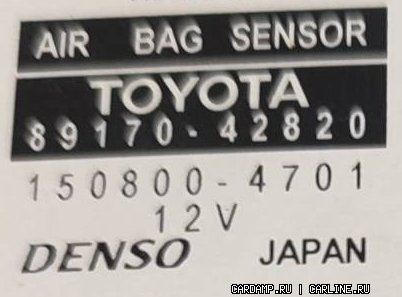 AIR BAG SENSOR
TOYOTA
89170-42820
150800-4701
12V
DENSO JAPAN
CARDAMP.RU | CARLINE.RU